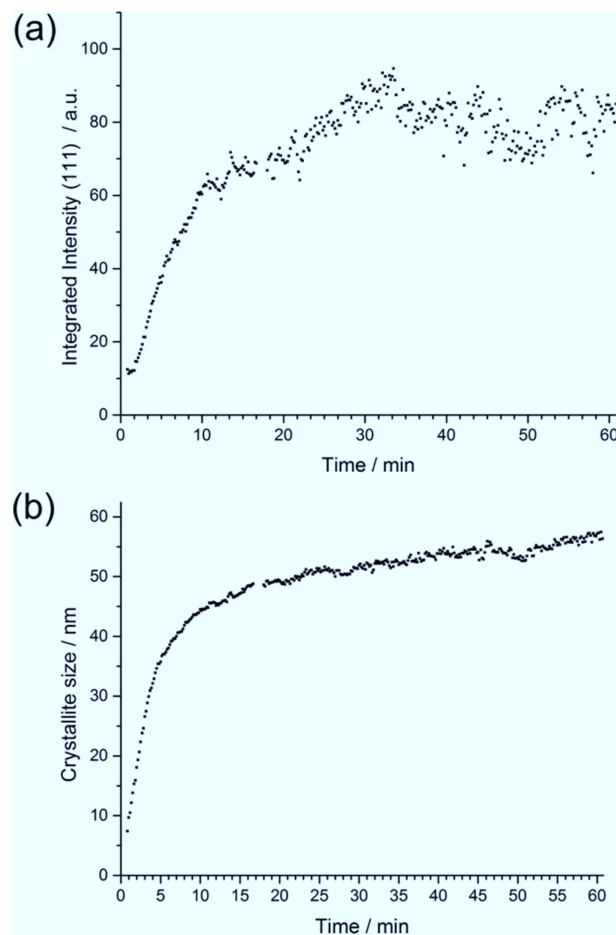 (a)
Integrated Intensity (111) / a.u.
100
80
60
40
20
0
0 10 20 30 40 50 60
Time / min
(b)
Crystallite size / nm
60
50
40
30
20
10
0
0 5 10 15 20 25 30 35 40 45 50 55 60
Time / min